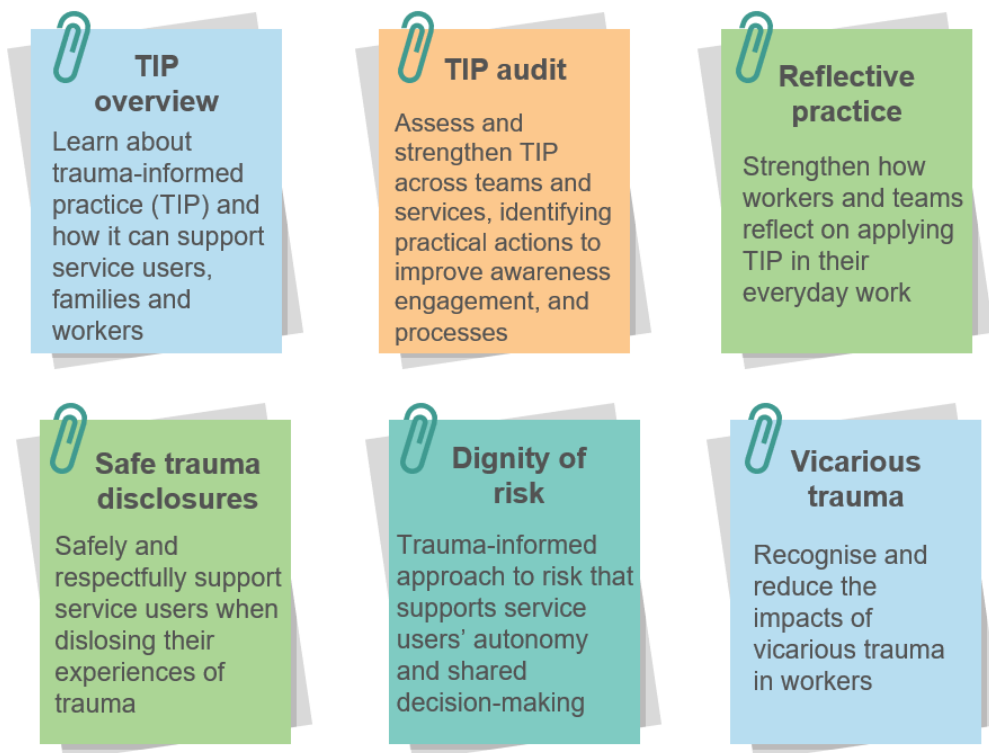 TIP
overview
Learn about
trauma-informed
practice (TIP) and
how it can support
service users,
families and
workers
TIP audit
Assess and
strengthen TIP
across teams and
services, identifying
practical actions to
improve awareness
engagement, and
processes
Reflective
practice
Strengthen how
workers and teams
reflect on applying
TIP in their
everyday work
Safe trauma
disclosures
Safely and
respectfully support
service users when
dislosing their
experiences of
trauma
Dignity of
risk
Trauma-informed
approach to risk that
supports service
users’ autonomy
and shared
decision-making
Vicarious
trauma
Recognise and
reduce the
impacts of
vicarious trauma
in workers